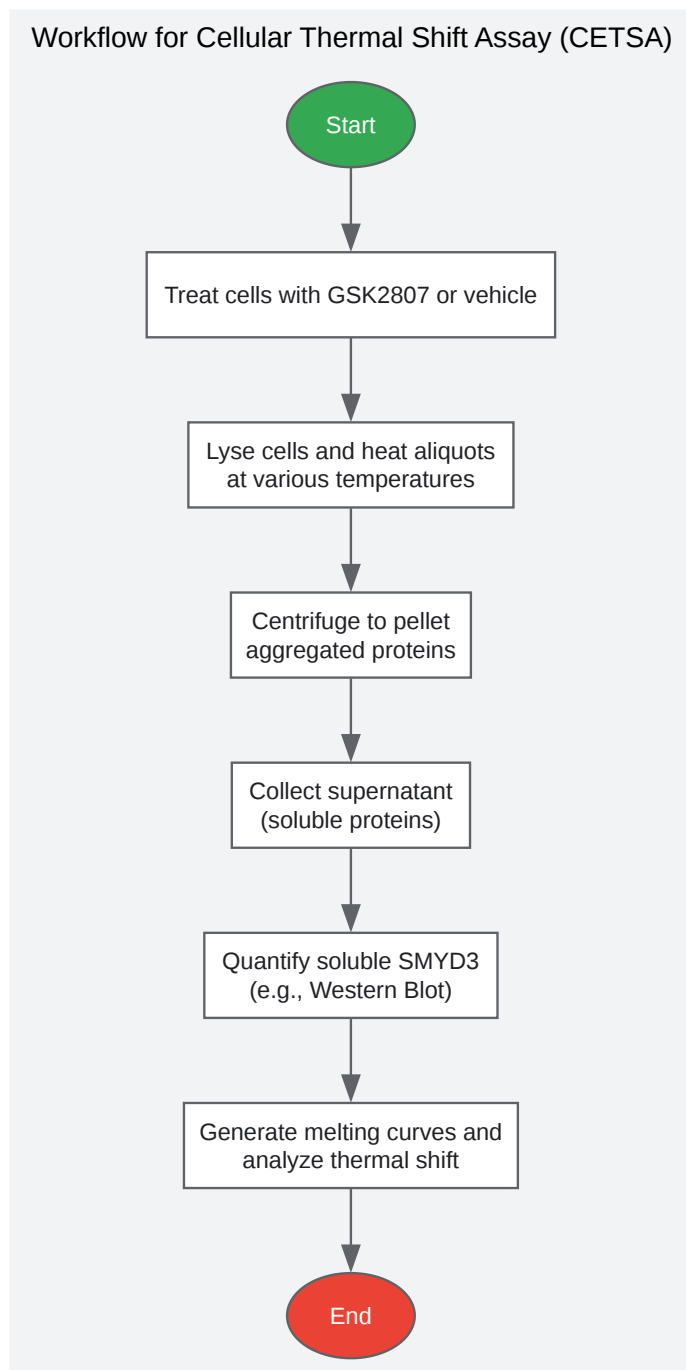 Workflow for Cellular Thermal Shift Assay (CETSA)
Start
Treat cells with GSK2807 or vehicle
Lyse cells and heat aliquots
at various temperatures
Centrifuge to pellet
aggregated proteins
Collect supernatant
(soluble proteins)
Quantify soluble SMYD3
(e.g., Western Blot)
Generate melting curves and
analyze thermal shift
End